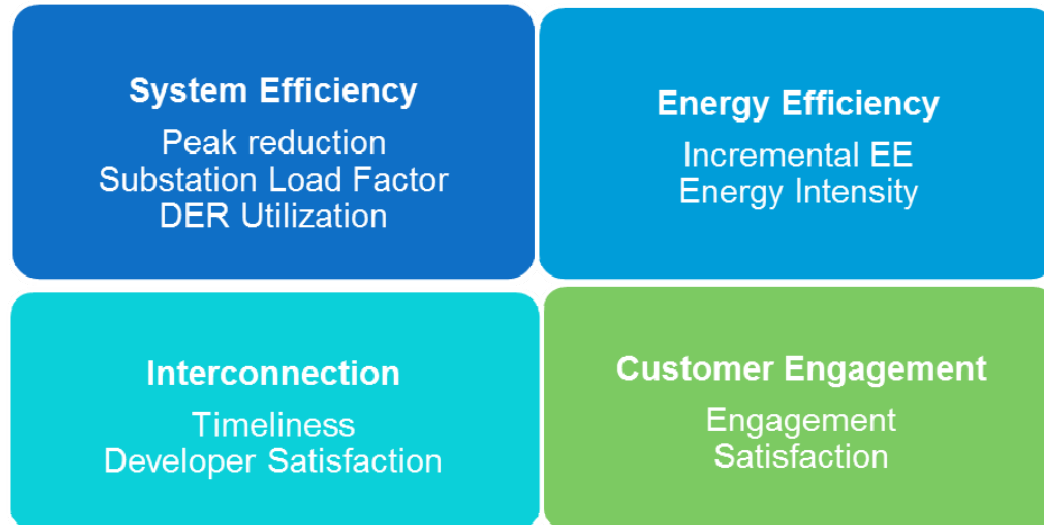 System Efficiency
Peak reduction
Substation Load Factor
DER Utilization
Energy Efficiency
Incremental EE
Energy Intensity
Interconnection
Timeliness
Developer Satisfaction
Customer Engagement
Engagement
Satisfaction